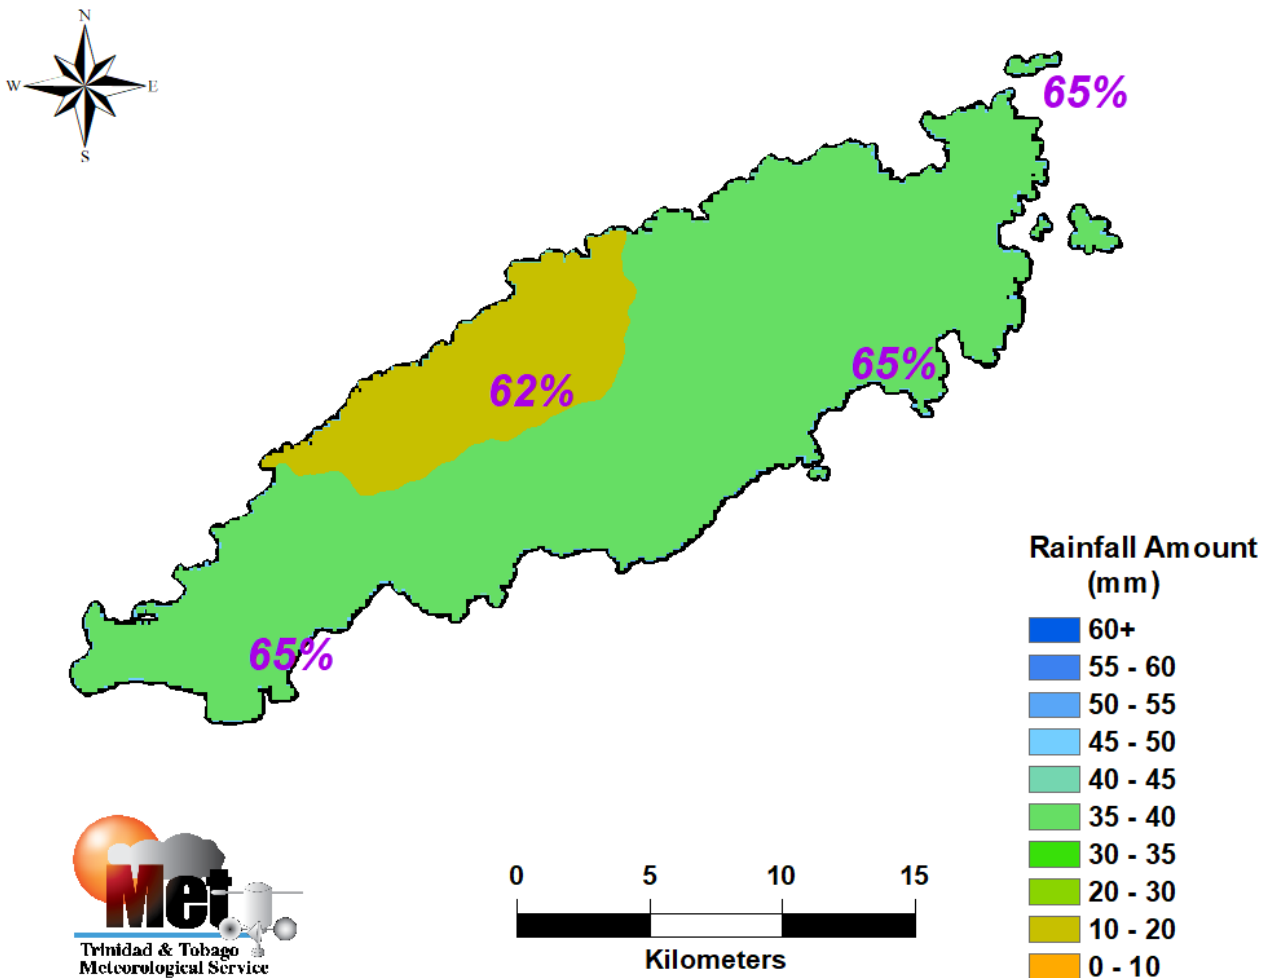 N
W E
S
65%
65%
62%
65%
Rainfall Amount
(mm)
60+
55 - 60
50 - 55
45 - 50
40 - 45
35 - 40
30 - 35
20 - 30
10 - 20
0 - 10
0 5 10 15
Kilometers
Met
Trinidad & Tobago
Meteorological Service